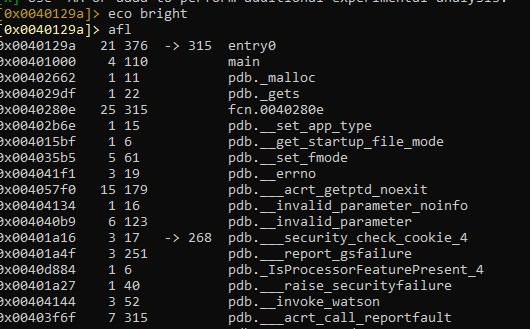 [0x0040129a]> eco bright
[0x0040129a]> afl
0x0040129a 21 376 -> 315 entry0
0x00401000 4 110 main
0x00402662 1 11 pdb._malloc
0x004029df 1 22 pdb._gets
0x0040280e 25 315 fcn.0040280e
0x00402b6e 1 15 pdb.__set_app_type
0x004015bf 1 6 pdb.__get_startup_file_mode
0x004035b5 5 61 pdb.__set_fmode
0x004041f1 3 19 pdb.__errno
0x004057f0 15 179 pdb.___acrt_getptd_noexit
0x00404134 1 16 pdb.__invalid_parameter_noinfo
0x004040b9 6 123 pdb.__invalid_parameter
0x00401a16 3 17 -> 268 pdb.___security_check_cookie_4
0x00401a4f 3 251 pdb.___report_gsfailure
0x0040d884 1 6 pdb._IsProcessorFeaturePresent_4
0x00401a27 1 40 pdb.___raise_securityfailure
0x00404144 3 52 pdb.__invoke_watson
0x00403f6f 7 315 pdb.___acrt_call_reportfault